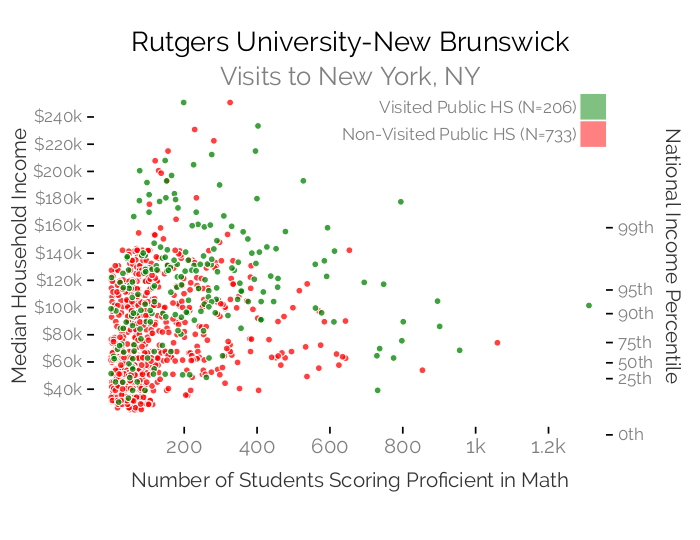 Rutgers University-New Brunswick
Visits to New York, NY
Visited Public HS (N=206)
Non-Visited Public HS (N=733)
Median Household Income
$240k
$220k
$200k
$180k
$160k
$140k
$120k
$100k
$80k
$60k
$40k
National Income Percentile
99th
95th
90th
75th
50th
25th
0th
200
400
600
800
1k
1.2k
Number of Students Scoring Proficient in Math